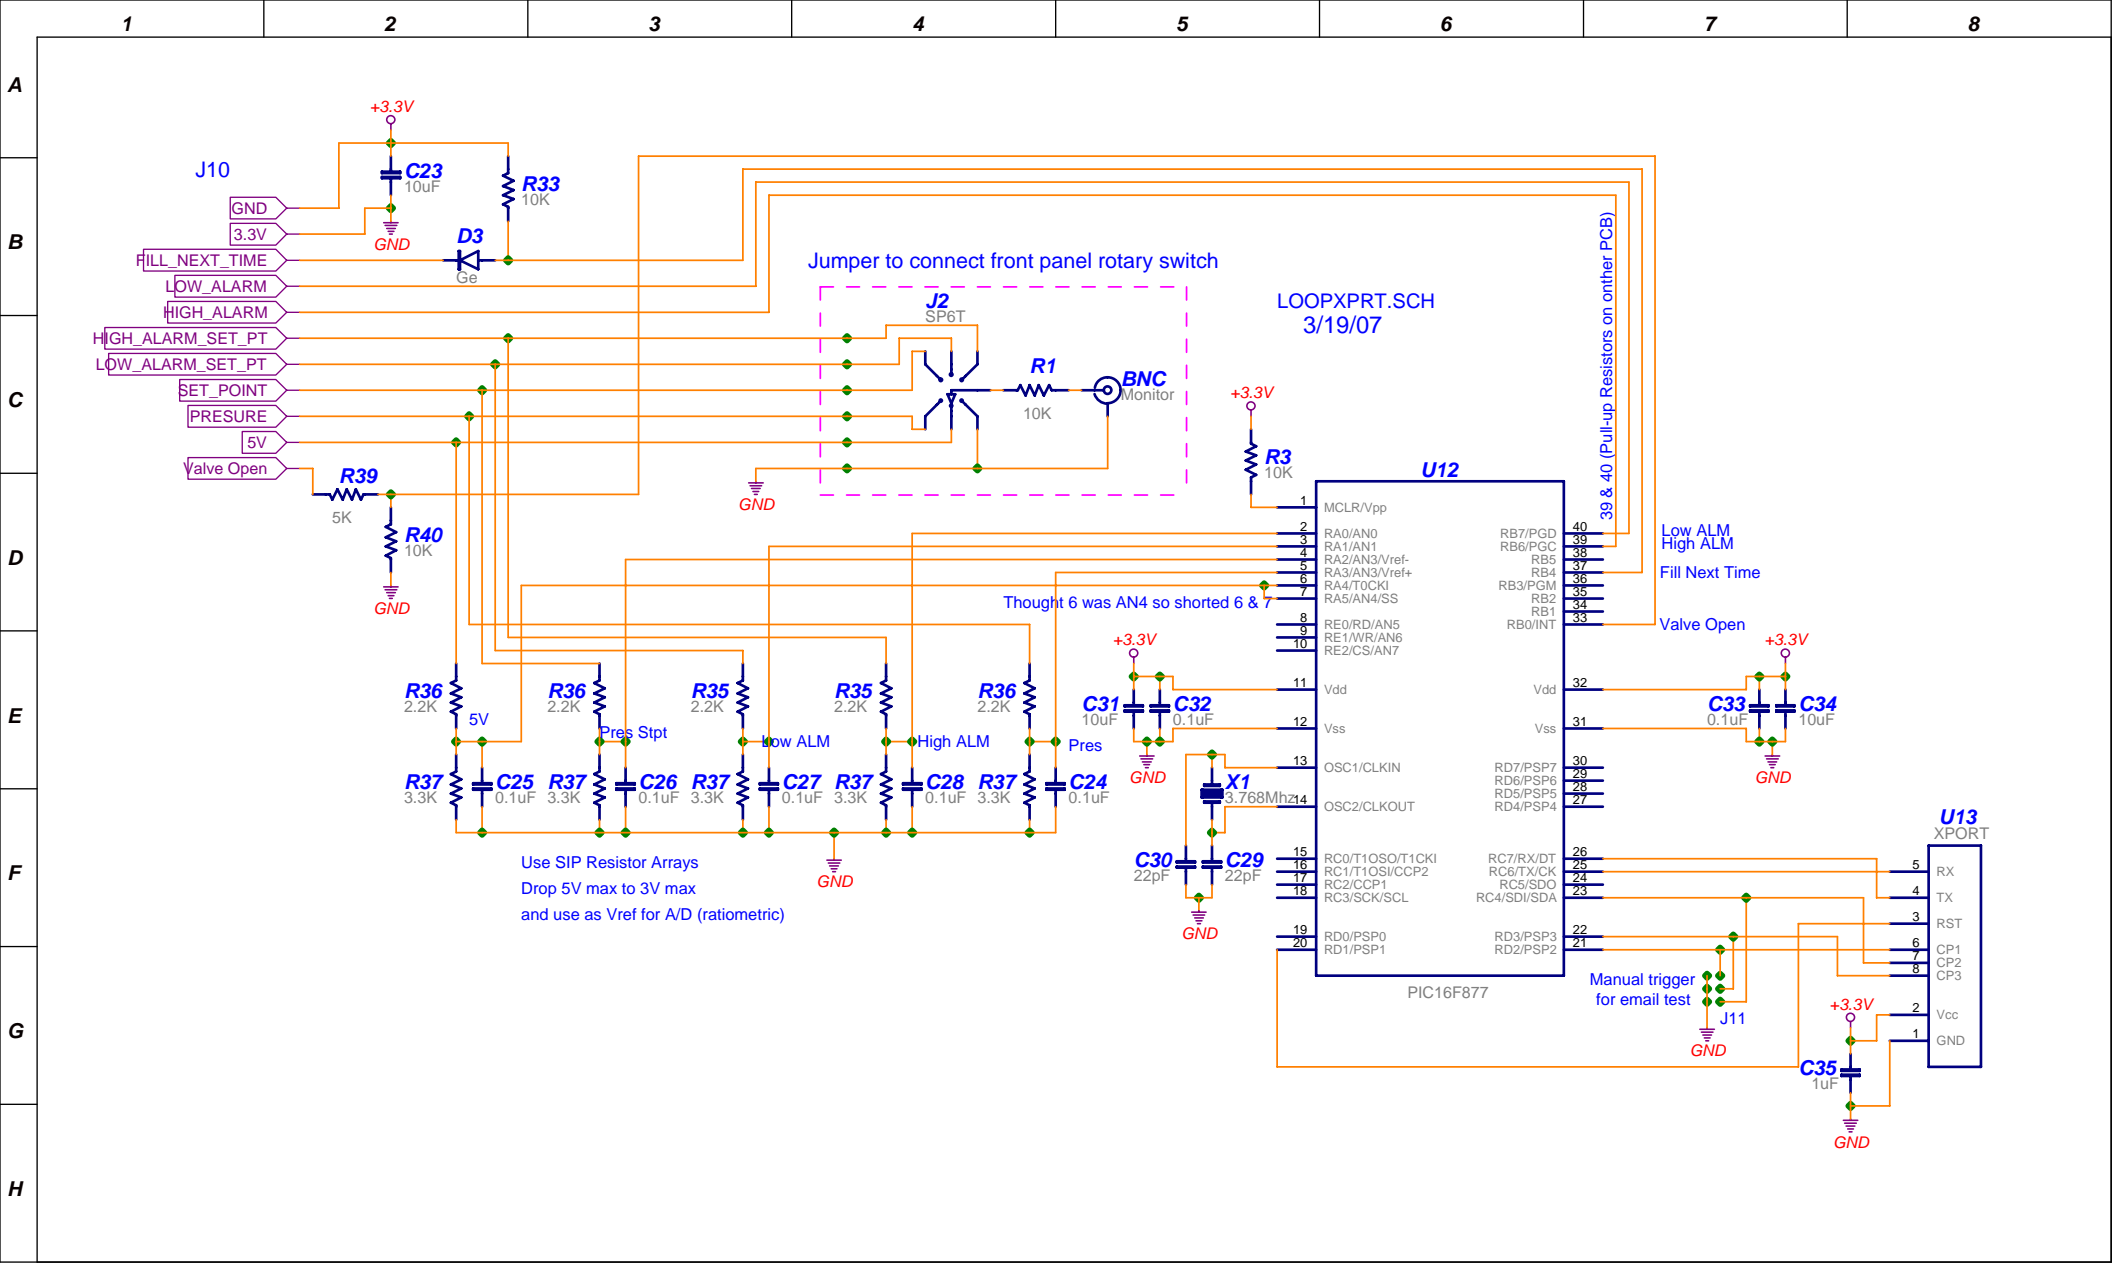 1 2 3 4 5 6 7 8
A
B
C
D
E
F
G
H
+3.3V
J10
C23
10uF
R33
10K
GND
3.3V
FILL_NEXT_TIME
LOW_ALARM
HIGH_ALARM
HIGH_ALARM_SET_PT
LOW_ALARM_SET_PT
SET_POINT
PRESURE
5V
Valve Open
GND
D3
Ge
R39
5K
R40
10K
GND
Jumper to connect front panel rotary switch
J2
SP6T
R1
10K
BNC
Monitor
GND
LOOPXPRT.SCH
3/19/07
39 & 40 (Pull-up Resistors on onther PCB)
+3.3V
R3
10K
U12
1 MCLR/Vpp
2 RA0/AN0
3 RA1/AN1
4 RA2/AN3/Vref-
5 RA3/AN3/Vref+
6 RA4/T0CKI
7 RA5/AN4/SS
8 RE0/RD/AN5
9 RE1/WR/AN6
10 RE2/CS/AN7
11 Vdd
12 Vss
13 OSC1/CLKIN
14 OSC2/CLKOUT
15 RC0/T1OSO/T1CKI
16 RC1/T1OSI/CCP2
17 RC2/CCP1
18 RC3/SCK/SCL
19 RD0/PSP0
20 RD1/PSP1
RB7/PGD 40
RB6/PGC 39
RB5 38
RB4 37
RB3/PGM 36
RB2 35
RB1 34
RB0/INT 33
Vdd 32
Vss 31
RD7/PSP7 30
RD6/PSP6 29
RD5/PSP5 28
RD4/PSP4 27
RC7/RX/DT 26
RC6/TX/CK 25
RC5/SDO 24
RC4/SDI/SDA 23
RD3/PSP3 22
RD2/PSP2 21
PIC16F877
Low ALM
High ALM
Fill Next Time
Valve Open
Thought 6 was AN4 so shorted 6 & 7
R36
2.2K
5V
R37
3.3K
C25
0.1uF
R36
2.2K
Pres Stpt
R37
3.3K
C26
0.1uF
R35
2.2K
Low ALM
R37
3.3K
C27
0.1uF
R35
2.2K
High ALM
R37
3.3K
C28
0.1uF
R36
2.2K
Pres
R37
3.3K
C24
0.1uF
GND
Use SIP Resistor Arrays
Drop 5V max to 3V max
and use as Vref for A/D (ratiometric)
+3.3V
C31
10uF
C32
0.1uF
GND
X1
3.768Mhz
C30
22pF
C29
22pF
GND
+3.3V
C33
0.1uF
C34
10uF
GND
U13
XPORT
5 RX
4 TX
3 RST
6 CP1
7 CP2
8 CP3
2 Vcc
1 GND
Manual trigger
for email test
J11
GND
+3.3V
C35
1uF
GND